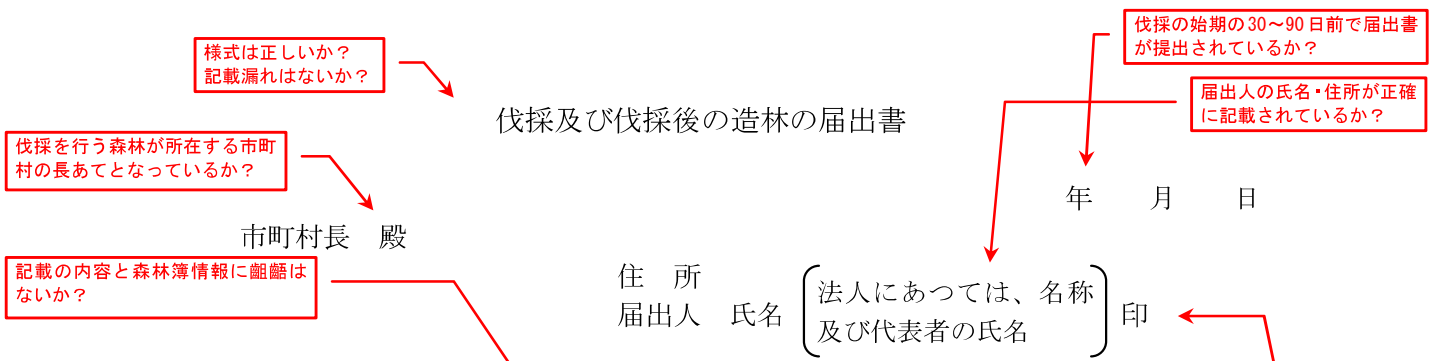 伐採の始期の30～90日前で届出書
が提出されているか？
様式は正しいか？
記載漏れはないか？
届出人の氏名・住所が正確
に記載されているか？
伐採及び伐採後の造林の届出書
伐採を行う森林が所在する市町
村の長あてとなっているか？
年　月　日
市町村長　殿
記載の内容と森林簿情報に齟齬は
ないか？
住　所
届出人　氏名 法人にあつては、名称
及び代表者の氏名 印